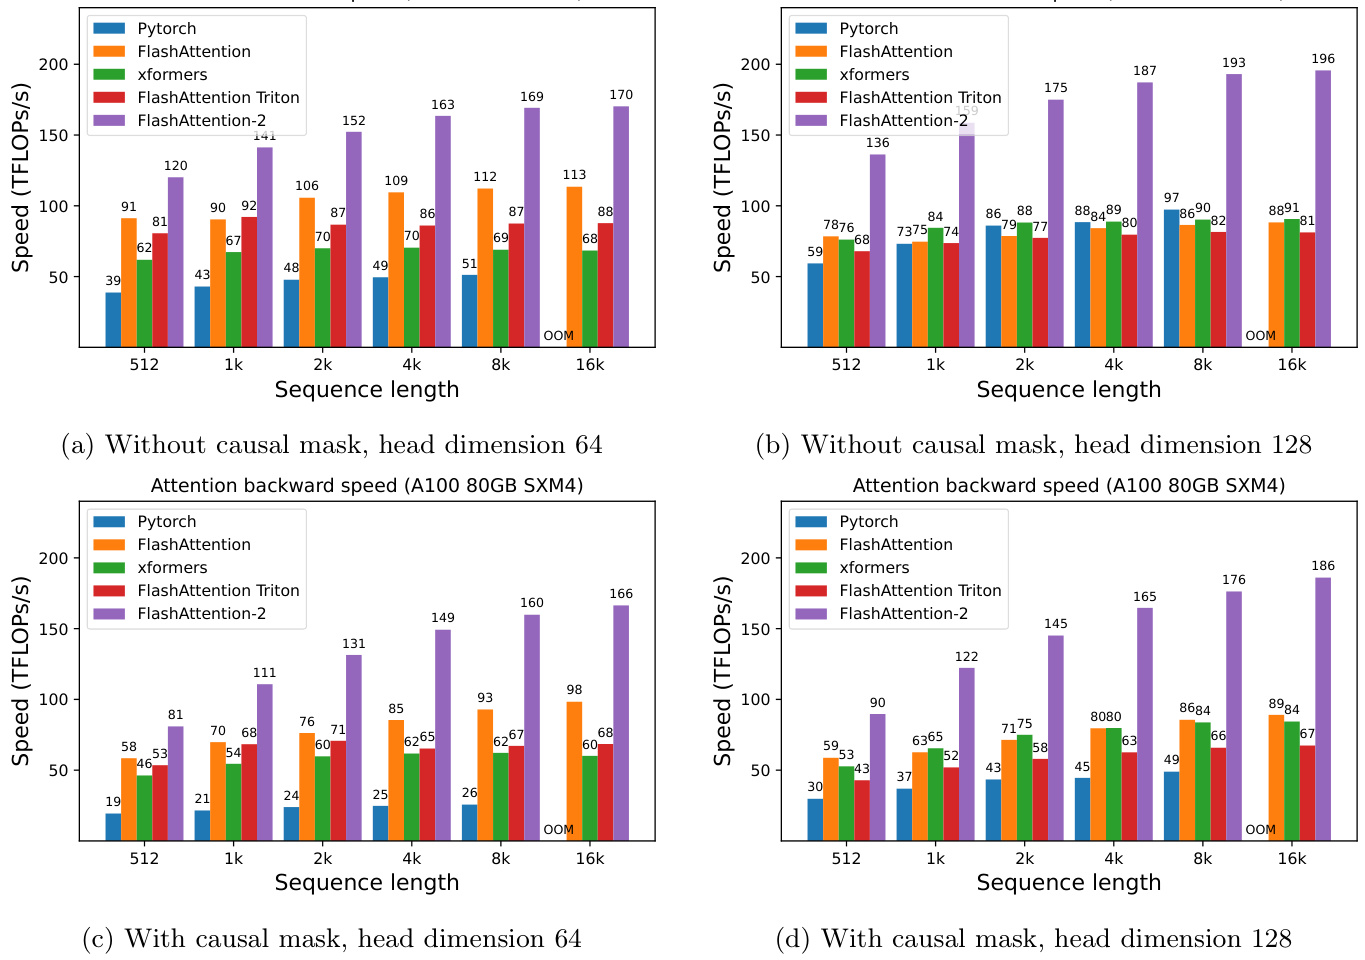 Pytorch
FlashAttention
xformers
FlashAttention Triton
FlashAttention-2
Speed (TFLOPs/s)
200
150
100
50
39 91 62 81 120
43 90 67 92 141
48 106 70 87 152
49 109 70 86 163
51 112 69 87 169
OOM 113 68 88 170
512 1k 2k 4k 8k 16k
Sequence length
(a) Without causal mask, head dimension 64
Pytorch
FlashAttention
xformers
FlashAttention Triton
FlashAttention-2
Speed (TFLOPs/s)
200
150
100
50
59 78 76 68 136
73 75 84 74 159
86 79 88 77 175
88 84 89 80 187
97 86 90 82 193
OOM 88 91 81 196
512 1k 2k 4k 8k 16k
Sequence length
(b) Without causal mask, head dimension 128
Attention backward speed (A100 80GB SXM4)
Pytorch
FlashAttention
xformers
FlashAttention Triton
FlashAttention-2
Speed (TFLOPs/s)
200
150
100
50
19 58 46 53 81
21 70 54 68 111
24 76 60 71 131
25 85 62 65 149
26 93 62 67 160
OOM 98 60 68 166
512 1k 2k 4k 8k 16k
Sequence length
(c) With causal mask, head dimension 64
Attention backward speed (A100 80GB SXM4)
Pytorch
FlashAttention
xformers
FlashAttention Triton
FlashAttention-2
Speed (TFLOPs/s)
200
150
100
50
30 59 53 43 90
37 63 65 52 122
43 71 75 58 145
45 80 80 63 165
49 86 84 66 176
OOM 89 84 67 186
512 1k 2k 4k 8k 16k
Sequence length
(d) With causal mask, head dimension 128